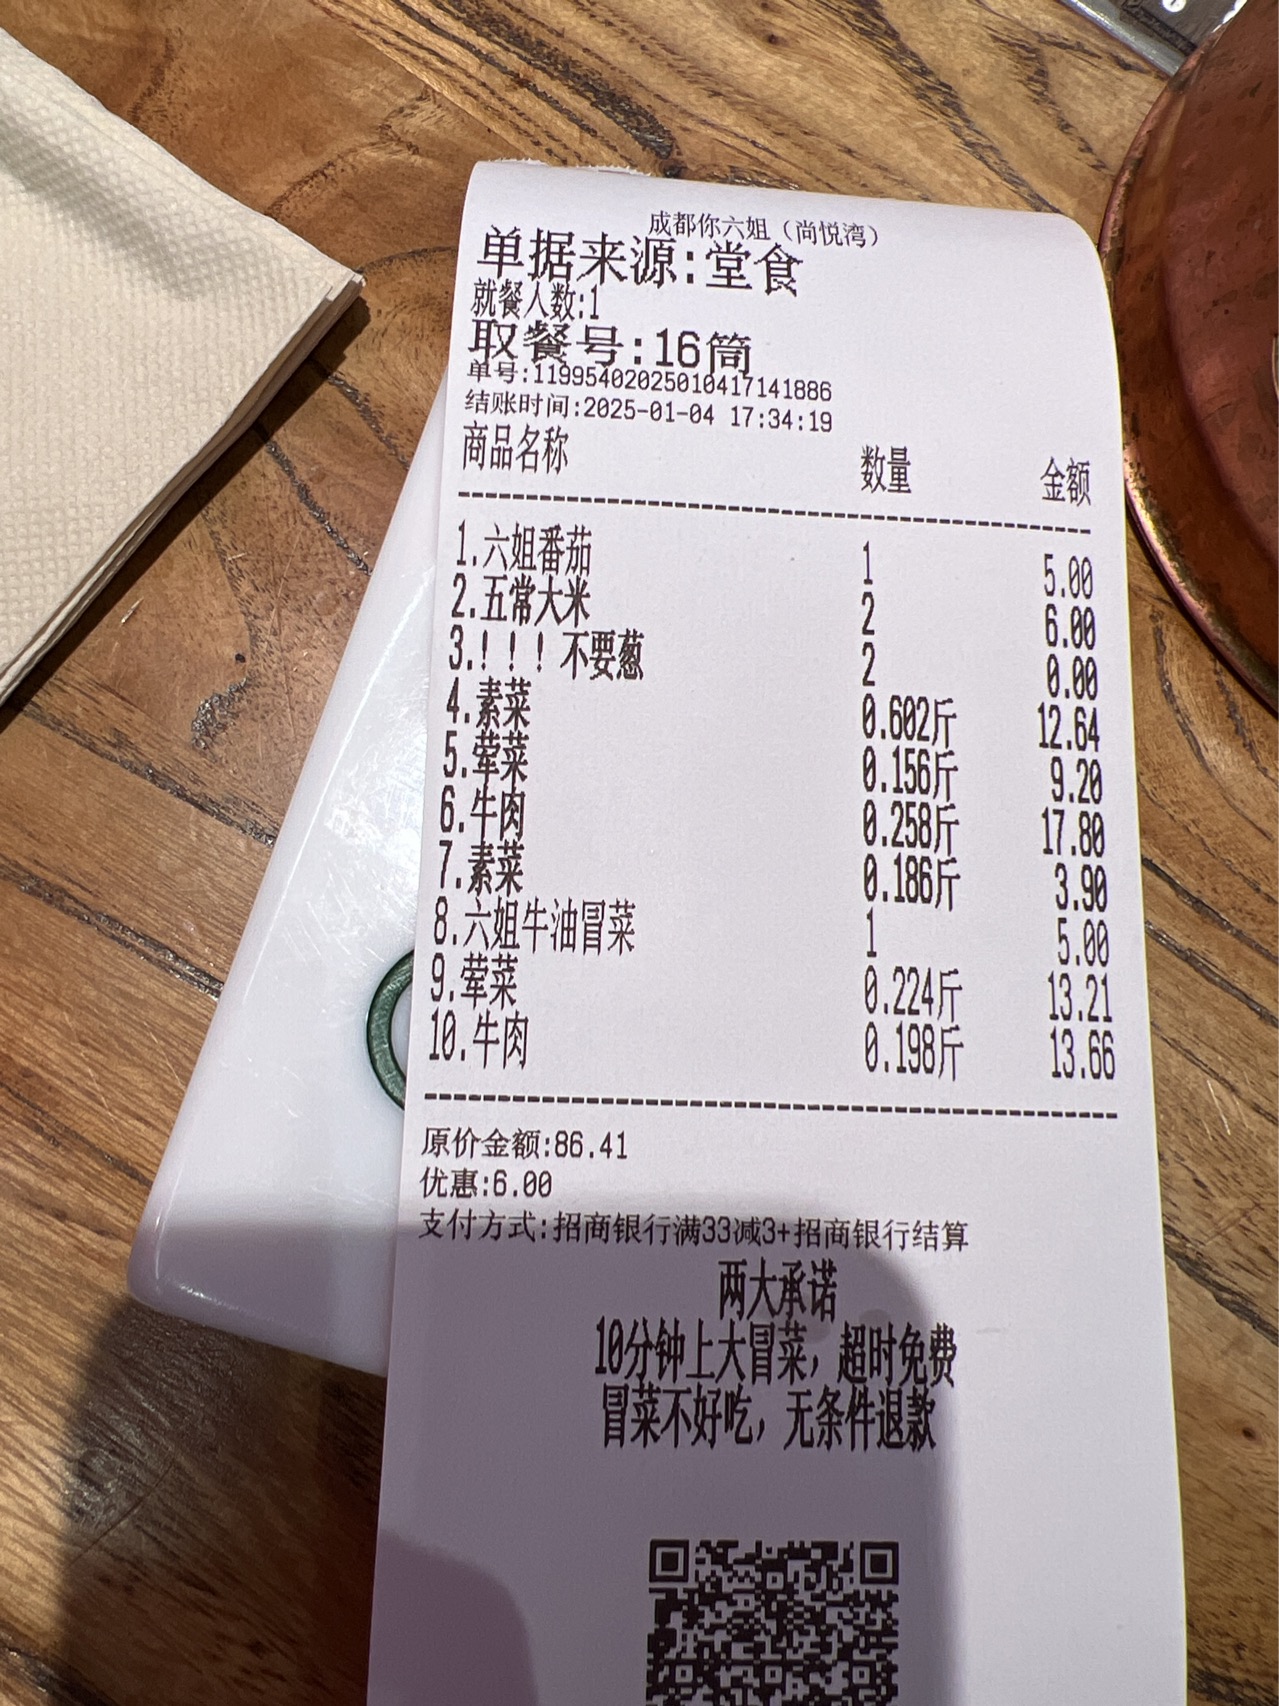 成都你六姐（尚悦湾）
单据来源:堂食
就餐人数:1
取餐号:16筒
单号:11995402025010417141886
结账时间:2025-01-04 17:34:19
商品名称 数量 金额
1.六姐番茄 1 5.00
2.五常大米 2 6.00
3.！！！不要葱 2 0.00
4.素菜 0.602斤 12.64
5.荤菜 0.156斤 9.20
6.牛肉 0.258斤 17.80
7.素菜 0.186斤 3.90
8.六姐牛油冒菜 1 5.00
9.荤菜 0.224斤 13.21
10.牛肉 0.198斤 13.66
原价金额:86.41
优惠:6.00
支付方式:招商银行满33减3+招商银行结算
两大承诺
10分钟上大冒菜，超时免费
冒菜不好吃，无条件退款